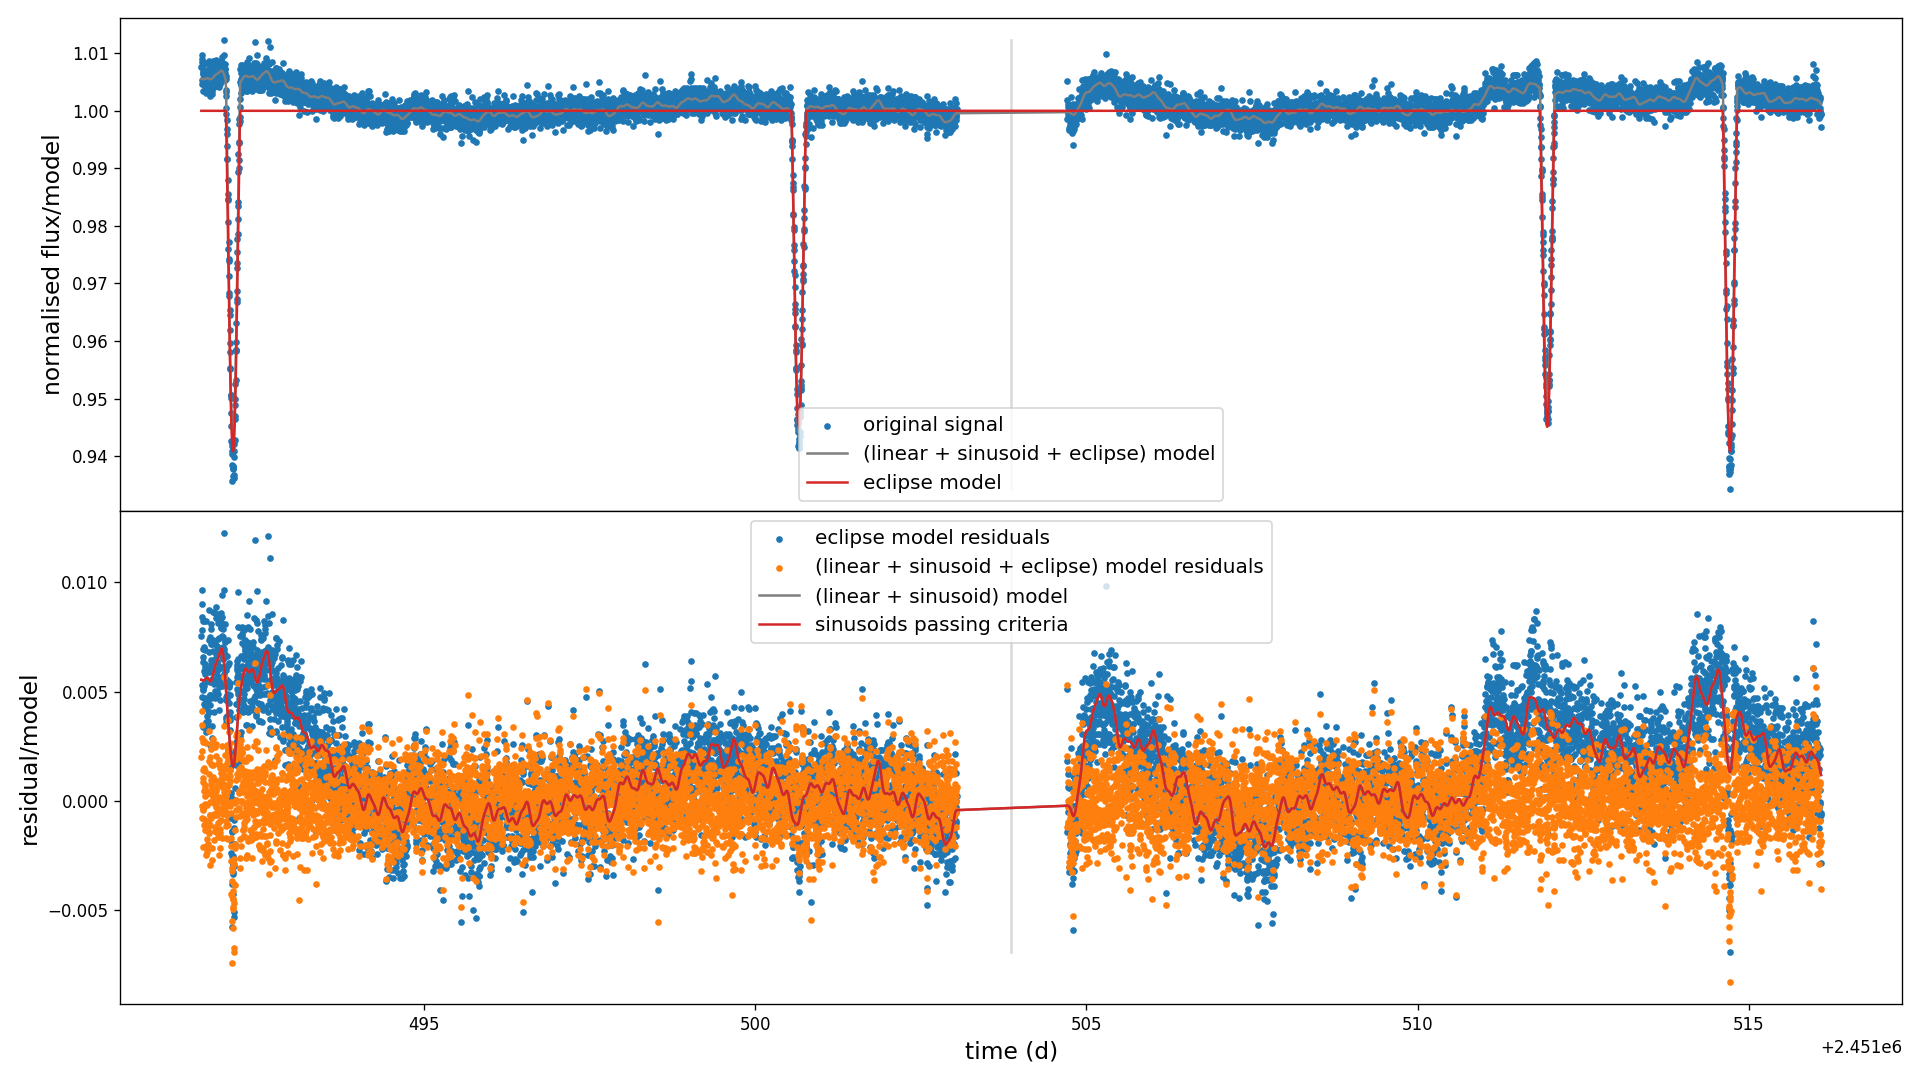 normalised flux/model
1.01
1.00
0.99
0.98
0.97
0.96
0.95
0.94
original signal
(linear + sinusoid + eclipse) model
eclipse model
residual/model
0.010
0.005
0.000
−0.005
eclipse model residuals
(linear + sinusoid + eclipse) model residuals
(linear + sinusoid) model
sinusoids passing criteria
495
500
505
510
515
time (d)
+2.451e6